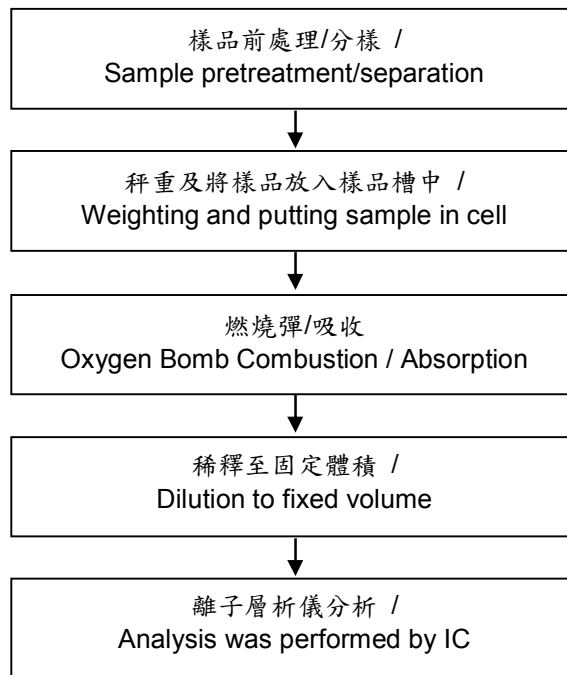 樣品前處理/分樣 /
Sample pretreatment/separation
秤重及將樣品放入樣品槽中 /
Weighting and putting sample in cell
燃燒彈/吸收
Oxygen Bomb Combustion / Absorption
稀釋至固定體積 /
Dilution to fixed volume
離子層析儀分析 /
Analysis was performed by IC